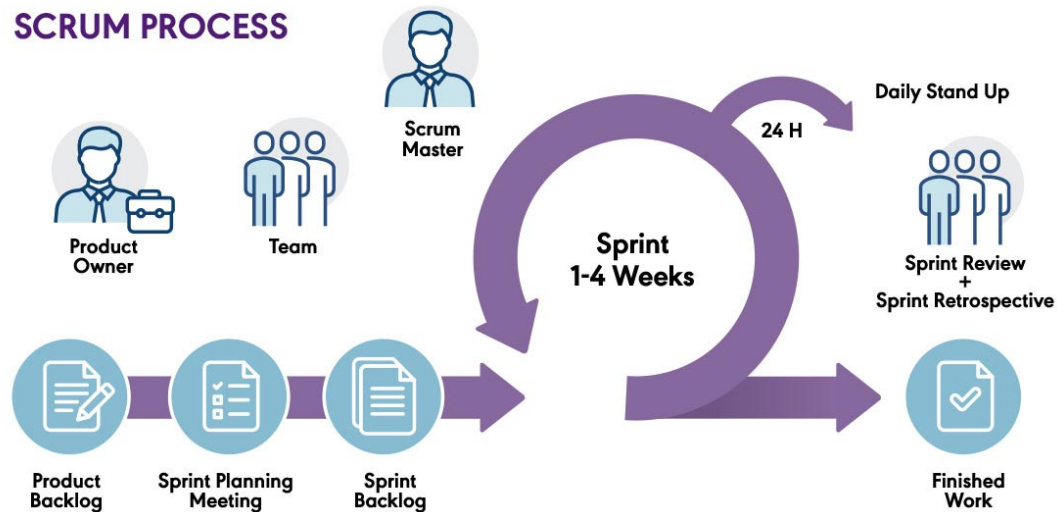 SCRUM PROCESS
Scrum
Master
Product
Owner
Team
Daily Stand Up
24 H
Sprint
1-4 Weeks
Sprint Review
+
Sprint Retrospective
Product
Backlog
Sprint Planning
Meeting
Sprint
Backlog
Finished
Work